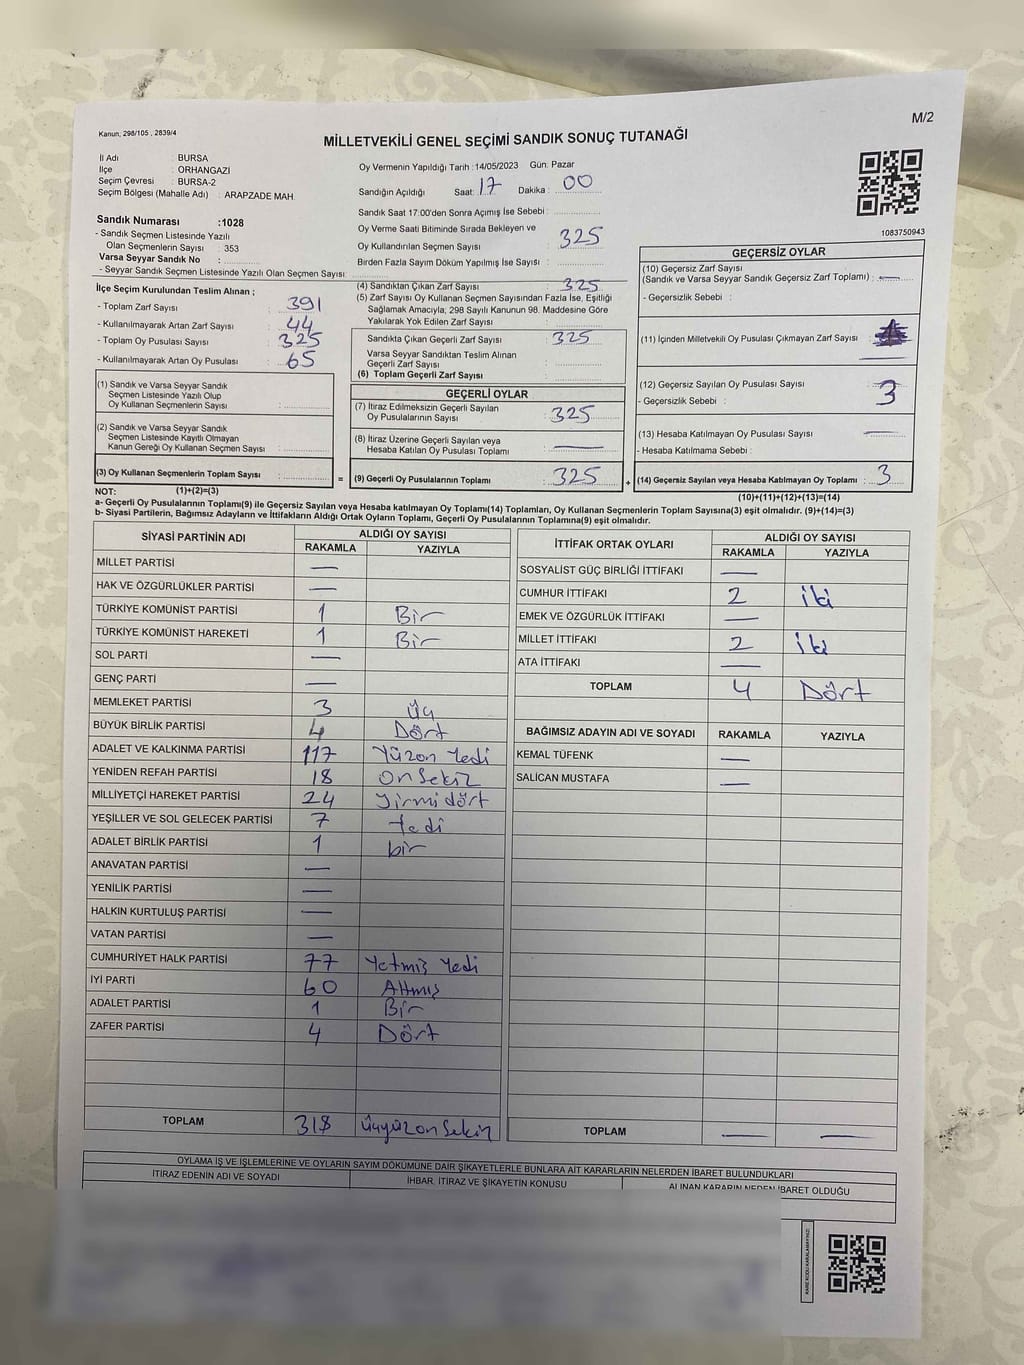 M/2
Kanun, 298/105 , 2839/4
MİLLETVEKİLİ GENEL SEÇİMİ SANDIK SONUÇ TUTANAĞI
İl Adı : BURSA
İlçe : ORHANGAZİ
Seçim Çevresi : BURSA-2
Seçim Bölgesi (Mahalle Adı) : ARAPZADE MAH.
Sandık Numarası :1028
- Sandık Seçmen Listesinde Yazılı
Olan Seçmenlerin Sayısı : 353
Varsa Seyyar Sandık No :
- Seyyar Sandık Seçmen Listesinde Yazılı Olan Seçmen Sayısı:
Oy Vermenin Yapıldığı Tarih :14/05/2023 Gün: Pazar
Sandığın Açıldığı Saat: 17 Dakika : 00
Sandık Saat 17:00'den Sonra Açımış İse Sebebi :
Oy Verme Saati Bitiminde Sırada Bekleyen ve
Oy Kullandırılan Seçmen Sayısı : 325
Birden Fazla Sayım Döküm Yapılmış İse Sayısı :
1083750943
İlçe Seçim Kurulundan Teslim Alınan ;
- Toplam Zarf Sayısı : 391
- Kullanılmayarak Artan Zarf Sayısı : 44
- Toplam Oy Pusulası Sayısı : 325
- Kullanılmayarak Artan Oy Pusulası : 65
(1) Sandık ve Varsa Seyyar Sandık
Seçmen Listesinde Yazılı Olup
Oy Kullanan Seçmenlerin Sayısı :
(2) Sandık ve Varsa Seyyar Sandık
Seçmen Listesinde Kayıtlı Olmayan
Kanun Gereği Oy Kullanan Seçmen Sayısı :
(3) Oy Kullanan Seçmenlerin Toplam Sayısı :
(4) Sandıktan Çıkan Zarf Sayısı : 325
(5) Zarf Sayısı Oy Kullanan Seçmen Sayısından Fazla İse, Eşitliği
Sağlamak Amacıyla, 298 Sayılı Kanunun 98. Maddesine Göre
Yakılarak Yok Edilen Zarf Sayısı :
Sandıkta Çıkan Geçerli Zarf Sayısı : 325
Varsa Seyyar Sandıktan Teslim Alınan
Geçerli Zarf Sayısı :
(6) Toplam Geçerli Zarf Sayısı :
GEÇERLİ OYLAR
(7) İtiraz Edilmeksizin Geçerli Sayılan
Oy Pusulalarının Sayısı : 325
(8) İtiraz Üzerine Geçerli Sayılan veya
Hesaba Katılan Oy Pusulası Toplamı : —
= (9) Geçerli Oy Pusulalarının Toplamı : 325
GEÇERSİZ OYLAR
(10) Geçersiz Zarf Sayısı
(Sandık ve Varsa Seyyar Sandık Geçersiz Zarf Toplamı) : —
- Geçersizlik Sebebi :
(11) İçinden Milletvekili Oy Pusulası Çıkmayan Zarf Sayısı : —
(12) Geçersiz Sayılan Oy Pusulası Sayısı : 3
- Geçersizlik Sebebi :
(13) Hesaba Katılmayan Oy Pusulası Sayısı : —
- Hesaba Katılmama Sebebi :
+ (14) Geçersiz Sayılan veya Hesaba Katılmayan Oy Toplamı : 3
NOT: (1)+(2)=(3)
(10)+(11)+(12)+(13)=(14)
a- Geçerli Oy Pusulalarının Toplamı(9) ile Geçersiz Sayılan veya Hesaba katılmayan Oy Toplamı(14) Toplamları, Oy Kullanan Seçmenlerin Toplam Sayısına(3) eşit olmalıdır. (9)+(14)=(3)
b- Siyasi Partilerin, Bağımsız Adayların ve İttifakların Aldığı Ortak Oyların Toplamı, Geçerli Oy Pusulalarının Toplamına(9) eşit olmalıdır.
SİYASİ PARTİNİN ADI ALDIĞI OY SAYISI
RAKAMLA YAZIYLA
MİLLET PARTİSİ —
HAK VE ÖZGÜRLÜKLER PARTİSİ —
TÜRKİYE KOMÜNİST PARTİSİ 1 Bir
TÜRKİYE KOMÜNİST HAREKETİ 1 Bir
SOL PARTİ —
GENÇ PARTİ —
MEMLEKET PARTİSİ 3 üç
BÜYÜK BİRLİK PARTİSİ 4 Dört
ADALET VE KALKINMA PARTİSİ 117 Yüzon Yedi
YENİDEN REFAH PARTİSİ 18 On Sekiz
MİLLİYETÇİ HAREKET PARTİSİ 24 Yirmi dört
YEŞİLLER VE SOL GELECEK PARTİSİ 7 Yedi
ADALET BİRLİK PARTİSİ 1 bir
ANAVATAN PARTİSİ —
YENİLİK PARTİSİ —
HALKIN KURTULUŞ PARTİSİ —
VATAN PARTİSİ —
CUMHURİYET HALK PARTİSİ 77 Yetmiş Yedi
İYİ PARTİ 60 Altmış
ADALET PARTİSİ 1 Bir
ZAFER PARTİSİ 4 Dört
TOPLAM 318 üçyüzonSekiz
İTTİFAK ORTAK OYLARI ALDIĞI OY SAYISI
RAKAMLA YAZIYLA
SOSYALİST GÜÇ BİRLİĞİ İTTİFAKI —
CUMHUR İTTİFAKI 2 iki
EMEK VE ÖZGÜRLÜK İTTİFAKI —
MİLLET İTTİFAKI 2 iki
ATA İTTİFAKI —
TOPLAM 4 Dört
BAĞIMSIZ ADAYIN ADI VE SOYADI RAKAMLA YAZIYLA
KEMAL TÜFENK —
SALİCAN MUSTAFA —
TOPLAM — —
OYLAMA İŞ VE İŞLEMLERİNE VE OYLARIN SAYIM DÖKÜMÜNE DAİR ŞİKAYETLERLE BUNLARA AİT KARARLARIN NELERDEN İBARET BULUNDUKLARI
İTİRAZ EDENİN ADI VE SOYADI İHBAR, İTİRAZ VE ŞİKAYETİN KONUSU ALINAN KARARIN NEDEN İBARET OLDUĞU
KARE KODU KARALAMAYINIZ!